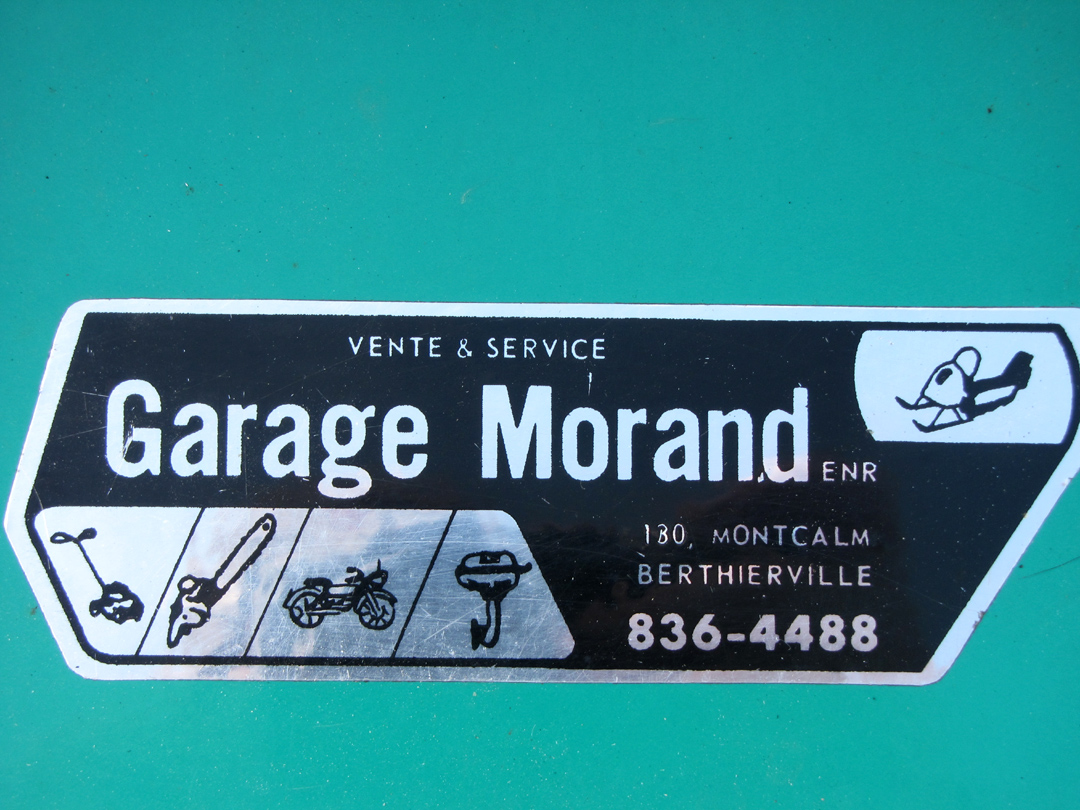 VENTE & SERVICE
Garage Morand ENR
180, MONTCALM
BERTHIERVILLE
836-4488